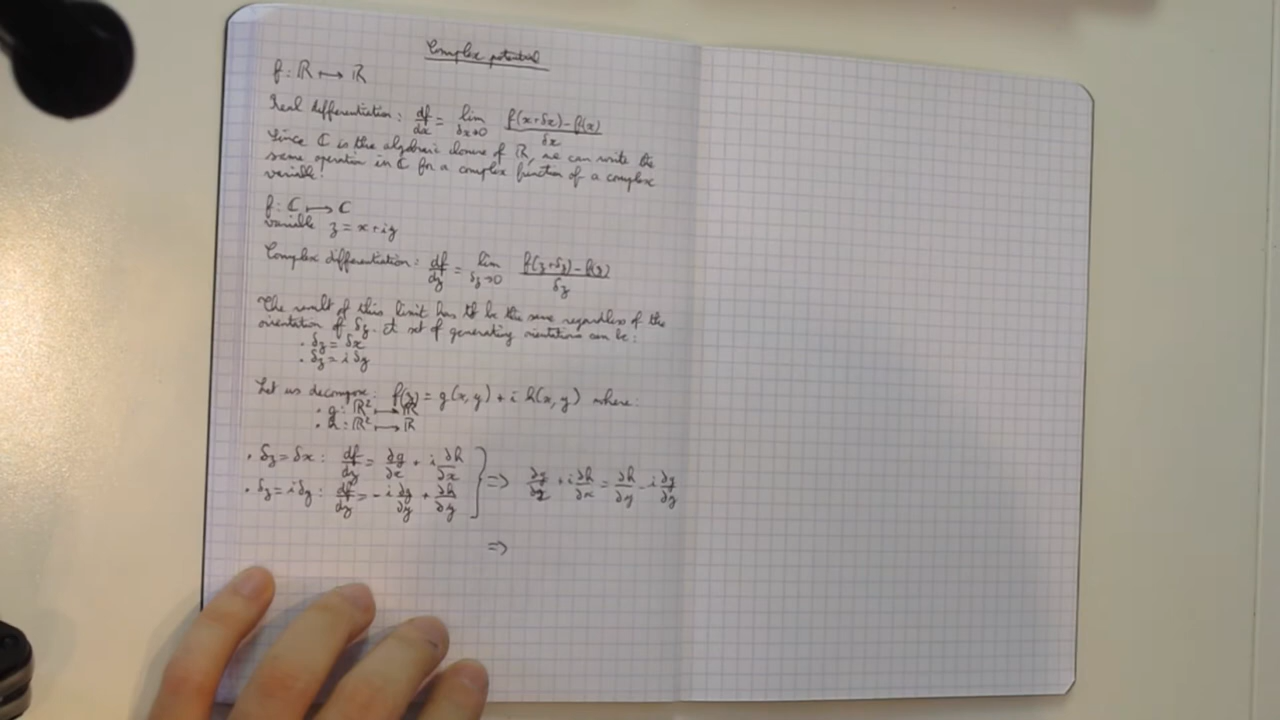 Complex potential
f: ℝ ⟼ ℝ
Real differentiation: df/dx = lim δx→0 (f(x+δx)-f(x))/δx
Since ℂ is the algebraic closure of ℝ, we can write the
same operation in ℂ for a complex function of a complex
variable:
f: ℂ ⟼ ℂ
variable z = x+iy
Complex differentiation: df/dz = lim δz→0 (f(z+δz)-f(z))/δz
The result of this limit has to be the same regardless of the
orientation of δz. A set of generating orientations can be:
· δz = δx
· δz = i δy
Let us decompose: f(z) = g(x,y) + i h(x,y) where:
· g: ℝ² ⟼ ℝ
· h: ℝ² ⟼ ℝ
· δz = δx: df/dz = ∂g/∂x + i ∂h/∂x
· δz = iδy: df/dz = -i ∂g/∂y + ∂h/∂y } ⇒ ∂g/∂x + i ∂h/∂x = ∂h/∂y - i ∂g/∂y
⇒